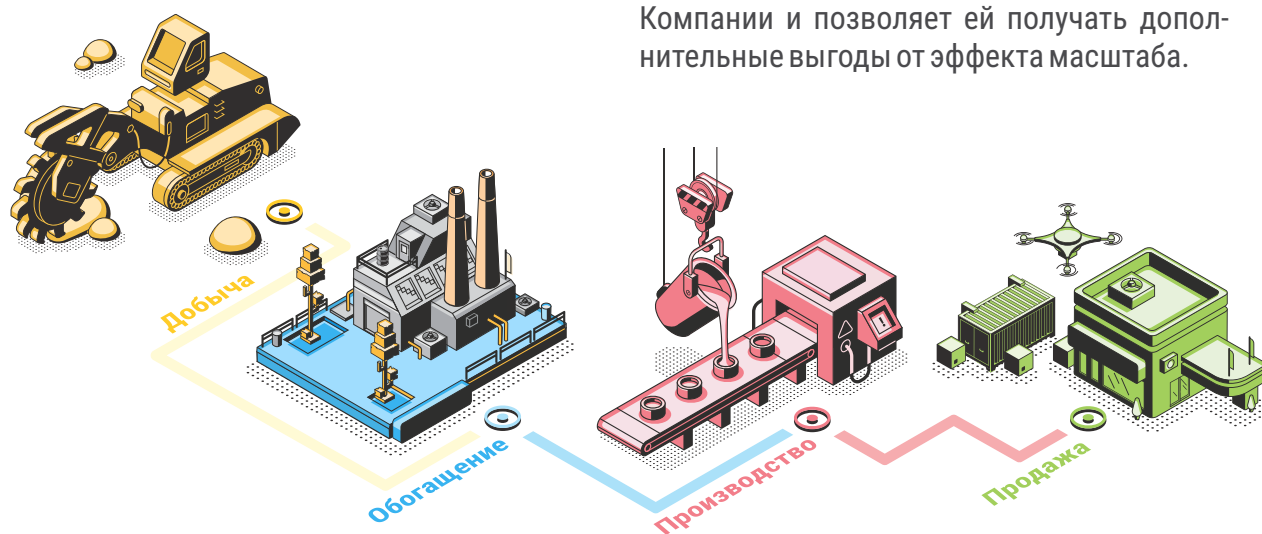 Компании и позволяет ей получать допол-
нительные выгоды от эффекта масштаба.
Добыча
Обогащение
Производство
Продажа